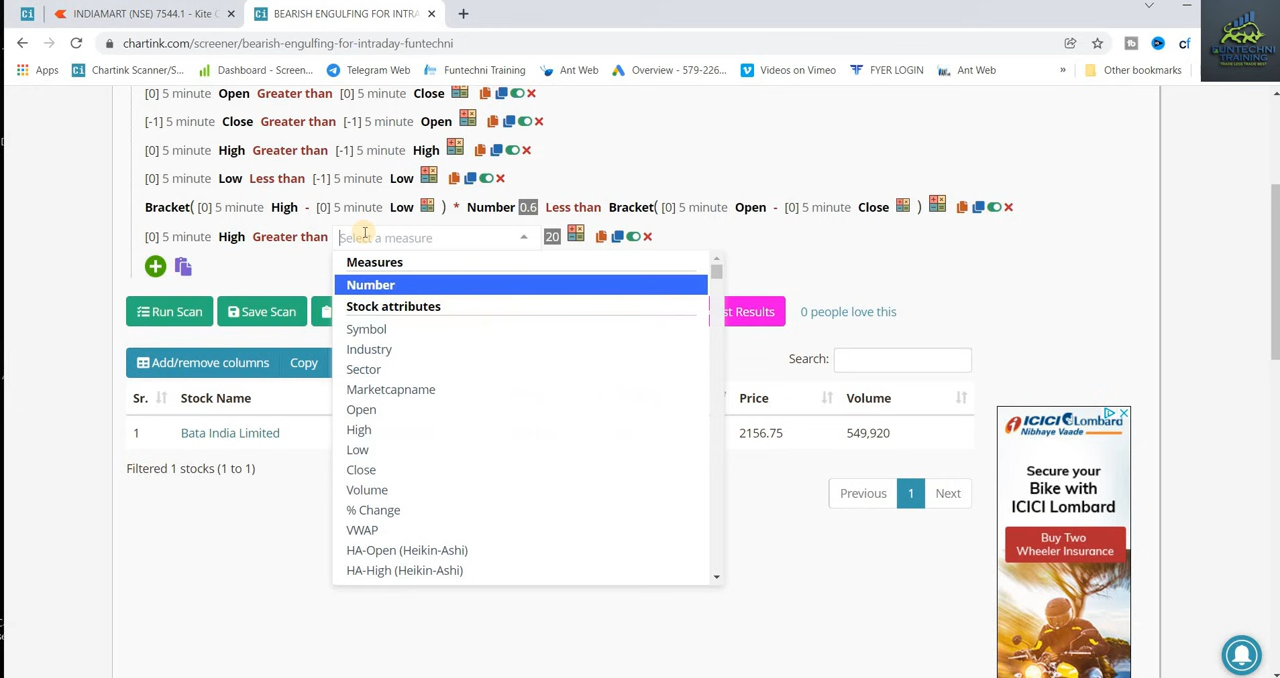 INDIAMART (NSE) 7544.1 - Kite C
BEARISH ENGULFING FOR INTRA
chartink.com/screener/bearish-engulfing-for-intraday-funtechni
FUNTECHNI
TRAINING
Apps
Chartink Scanner/S...
Dashboard - Screen...
Telegram Web
Funtechni Training
Ant Web
Overview - 579-226...
Videos on Vimeo
FYER LOGIN
Ant Web
»
Other bookmarks
[0] 5 minute Open Greater than [0] 5 minute Close
[-1] 5 minute Close Greater than [-1] 5 minute Open
[0] 5 minute High Greater than [-1] 5 minute High
[0] 5 minute Low Less than [-1] 5 minute Low
Bracket( [0] 5 minute High - [0] 5 minute Low ) * Number 0.6 Less than Bracket( [0] 5 minute Open - [0] 5 minute Close )
[0] 5 minute High Greater than Select a measure 20
Measures
Number
Stock attributes
Symbol
Industry
Sector
Marketcapname
Open
High
Low
Close
Volume
% Change
VWAP
HA-Open (Heikin-Ashi)
HA-High (Heikin-Ashi)
Run Scan
Save Scan
st Results
0 people love this
Add/remove columns
Copy
Search:
Sr. Stock Name Price Volume
1 Bata India Limited 2156.75 549,920
Filtered 1 stocks (1 to 1)
Previous 1 Next
ICICI Lombard
Nibhaye Vaade
Secure your
Bike with
ICICI Lombard
Buy Two
Wheeler Insurance